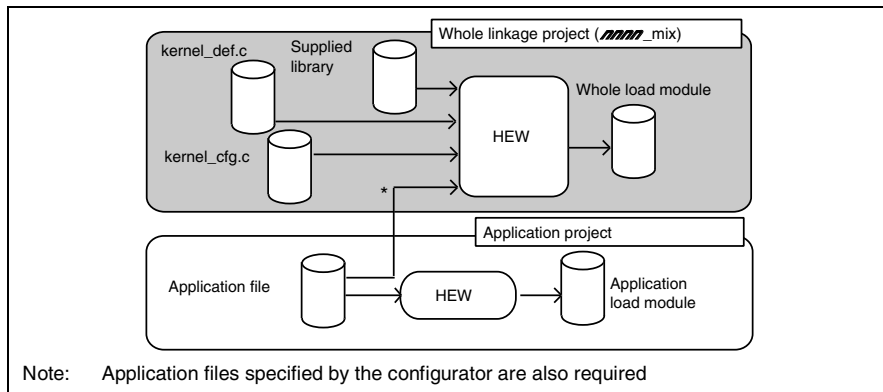 Whole linkage project (nnnn_mix)
kernel_def.c
Supplied
library
Whole load module
HEW
kernel_cfg.c
*
Application project
Application file
HEW
Application
load module
Note: Application files specified by the configurator are also required